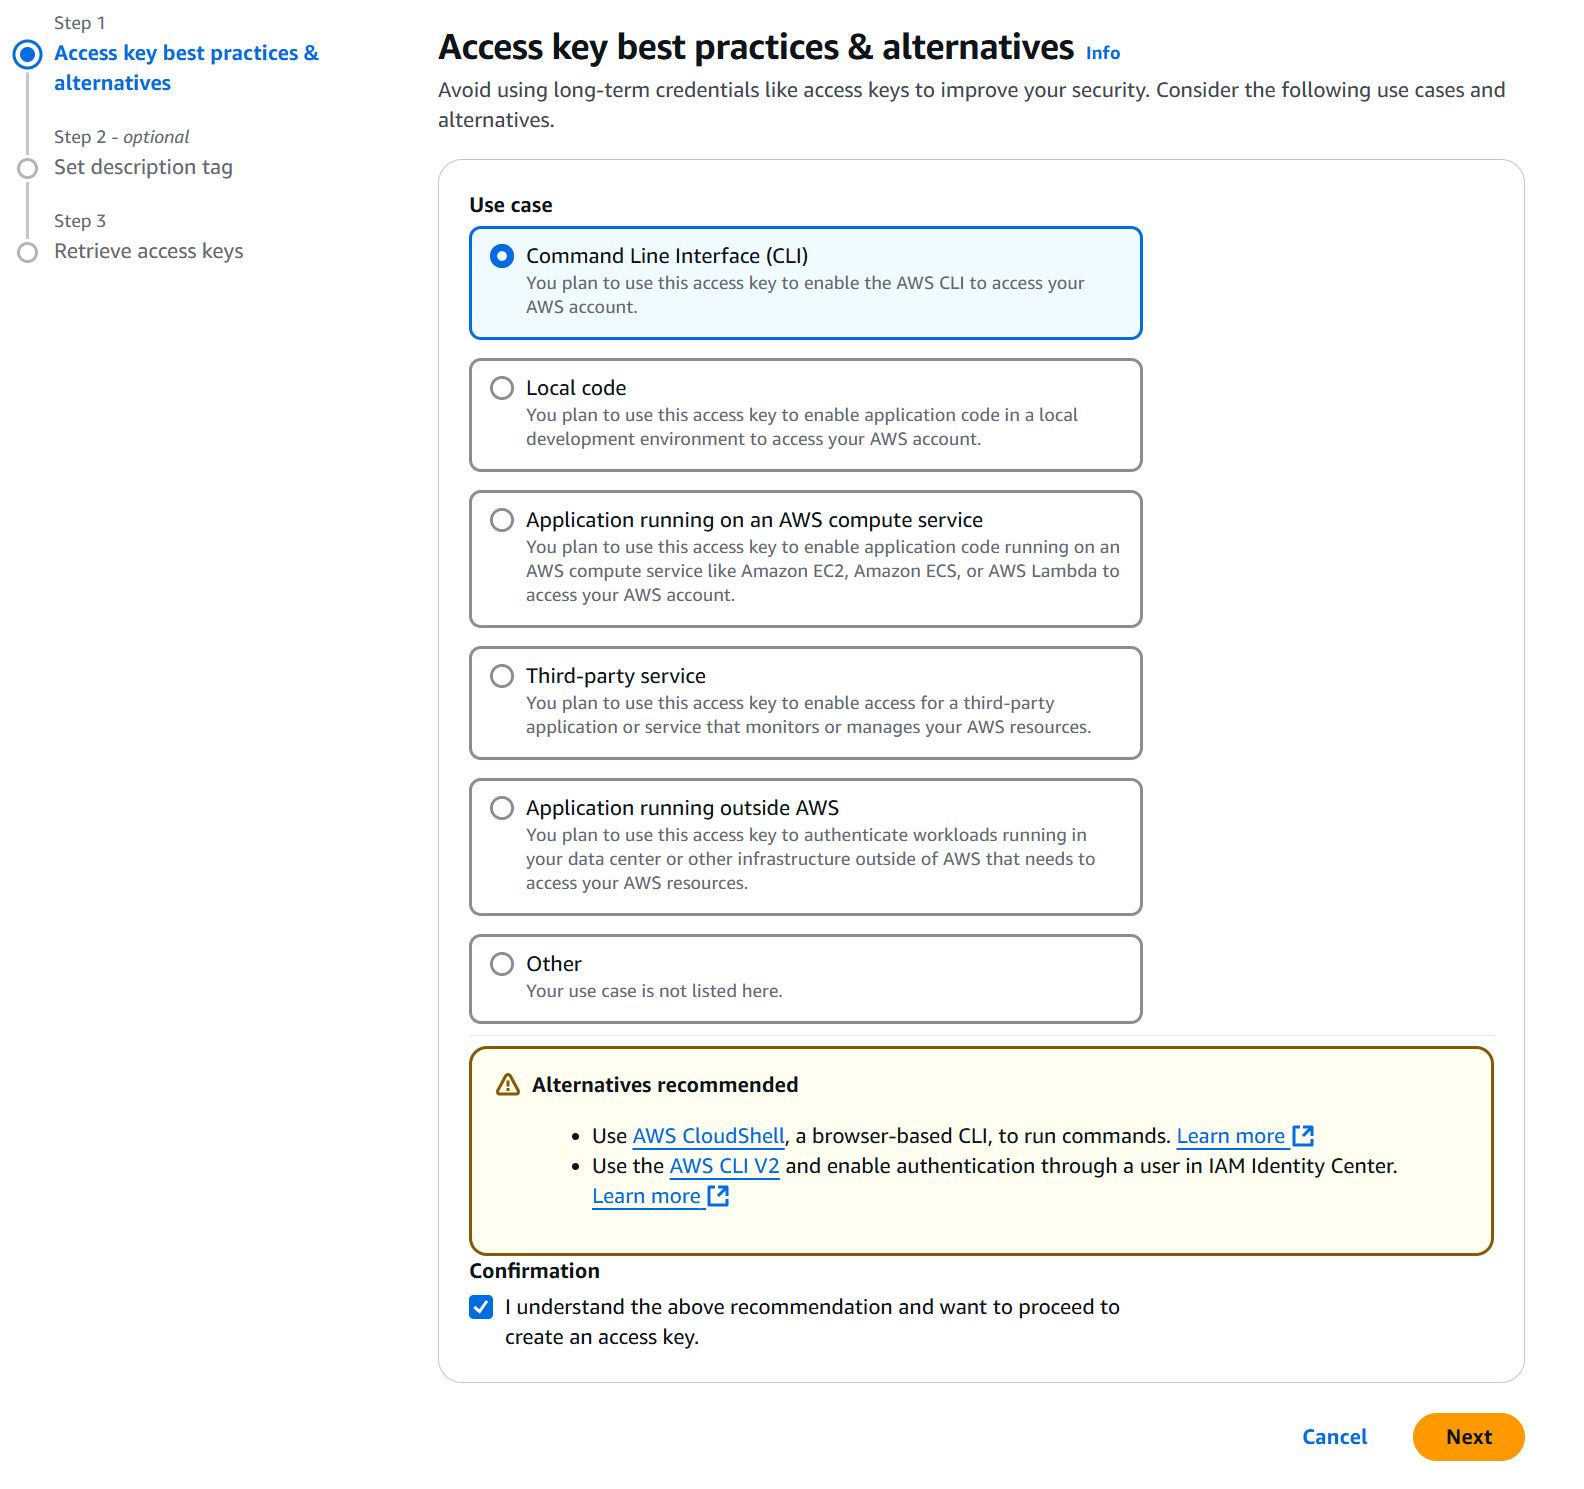 Step 1
Access key best practices &
alternatives
Step 2 - optional
Set description tag
Step 3
Retrieve access keys
Access key best practices & alternatives Info
Avoid using long-term credentials like access keys to improve your security. Consider the following use cases and
alternatives.
Use case
Command Line Interface (CLI)
You plan to use this access key to enable the AWS CLI to access your
AWS account.
Local code
You plan to use this access key to enable application code in a local
development environment to access your AWS account.
Application running on an AWS compute service
You plan to use this access key to enable application code running on an
AWS compute service like Amazon EC2, Amazon ECS, or AWS Lambda to
access your AWS account.
Third-party service
You plan to use this access key to enable access for a third-party
application or service that monitors or manages your AWS resources.
Application running outside AWS
You plan to use this access key to authenticate workloads running in
your data center or other infrastructure outside of AWS that needs to
access your AWS resources.
Other
Your use case is not listed here.
Alternatives recommended
• Use AWS CloudShell, a browser-based CLI, to run commands. Learn more
• Use the AWS CLI V2 and enable authentication through a user in IAM Identity Center.
Learn more
Confirmation
I understand the above recommendation and want to proceed to
create an access key.
Cancel
Next